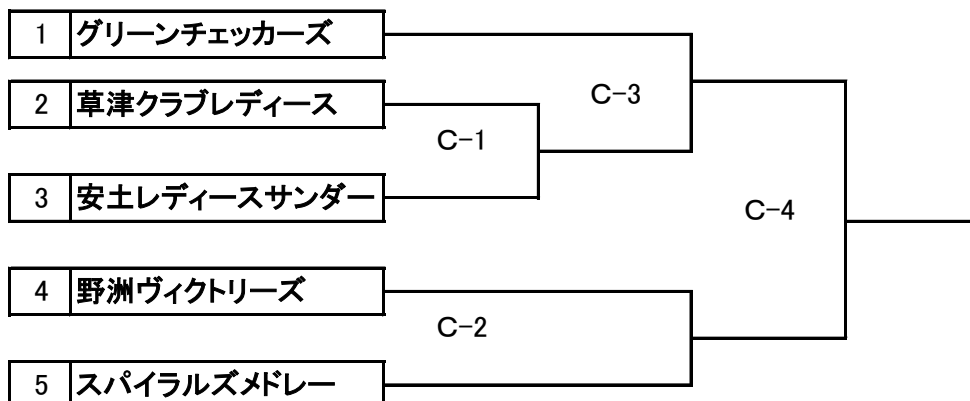 1 グリーンチェッカーズ
C-3
2 草津クラブレディース
C-1
3 安土レディースサンダー
C-4
4 野洲ヴィクトリーズ
C-2
5 スパイラルズメドレー